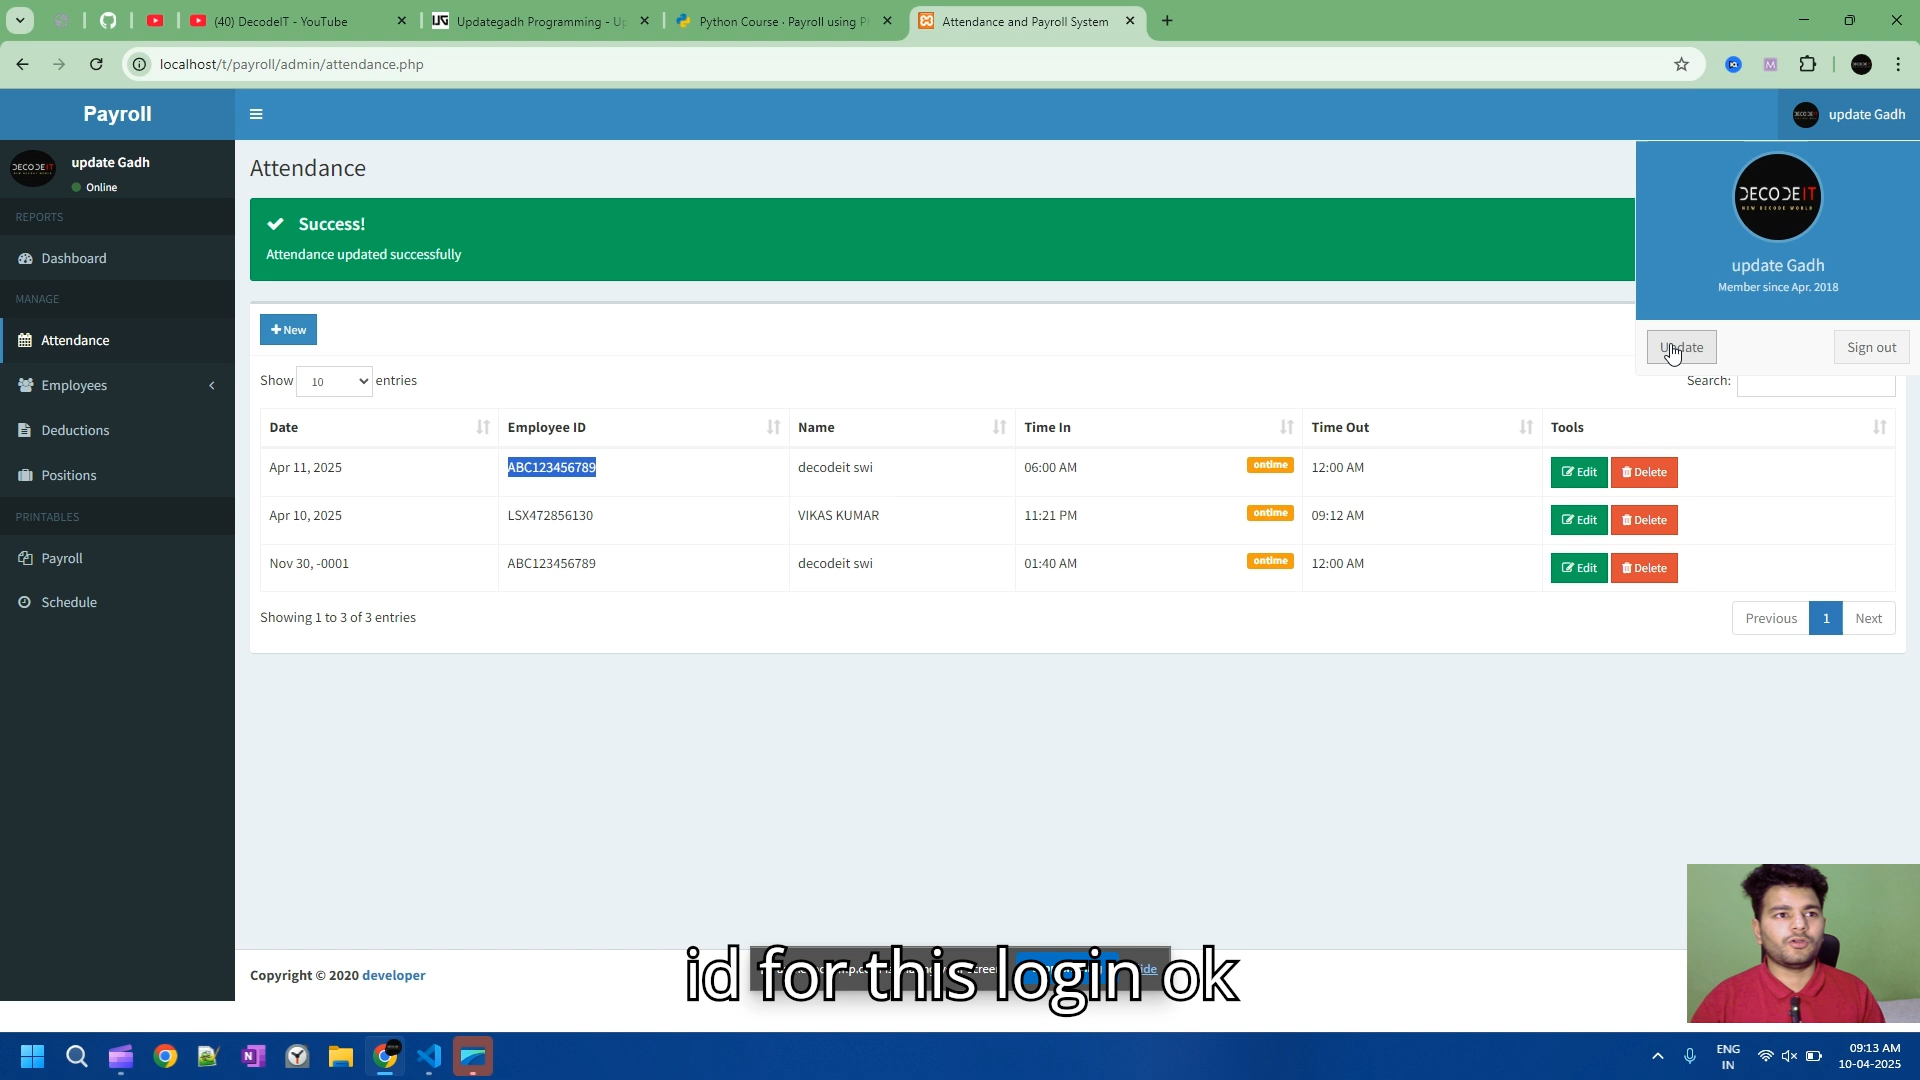 (40) DecodeIT - YouTube
Updategadh Programming - Up
Python Course · Payroll using P
Attendance and Payroll System
localhost/t/payroll/admin/attendance.php
Payroll
update Gadh
update Gadh
Online
DECODEIT
NEW DECODE WORLD
update Gadh
Member since Apr. 2018
Update
Sign out
REPORTS
Dashboard
MANAGE
Attendance
Employees
Deductions
Positions
PRINTABLES
Payroll
Schedule
Attendance
Success!
Attendance updated successfully
New
Show 10 entries
Search:
Date Employee ID Name Time In Time Out Tools
Apr 11, 2025 ABC123456789 decodeit swi 06:00 AM ontime 12:00 AM Edit Delete
Apr 10, 2025 LSX472856130 VIKAS KUMAR 11:21 PM ontime 09:12 AM Edit Delete
Nov 30, -0001 ABC123456789 decodeit swi 01:40 AM ontime 12:00 AM Edit Delete
Showing 1 to 3 of 3 entries
Previous 1 Next
Copyright © 2020 developer
id for this login ok
ENG
IN
09:13 AM
10-04-2025